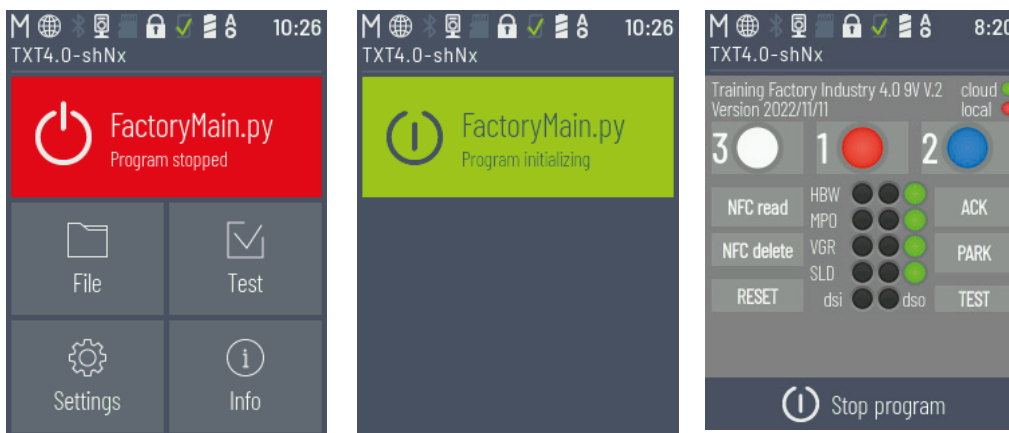 M 10:26
TXT4.0-shNx
FactoryMain.py
Program stopped
File Test
Settings Info
M 10:26
TXT4.0-shNx
FactoryMain.py
Program initializing
M 8:20
TXT4.0-shNx
Training Factory Industry 4.0 9V V.2 cloud
Version 2022/11/11 local
3 1 2
NFC read HBW ACK
MPO
NFC delete VGR PARK
SLD
RESET dsi dso TEST
Stop program